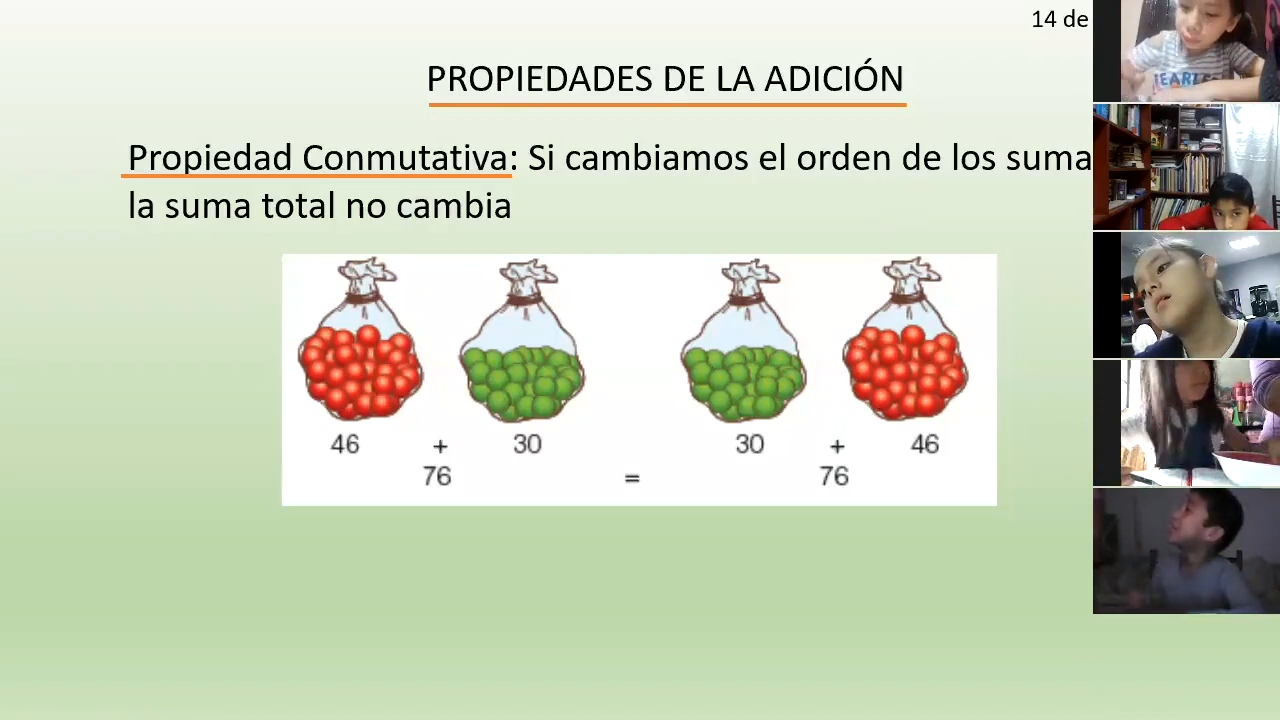 14 de
PROPIEDADES DE LA ADICIÓN
Propiedad Conmutativa: Si cambiamos el orden de los suma
la suma total no cambia
46 + 30 30 + 46
76 = 76